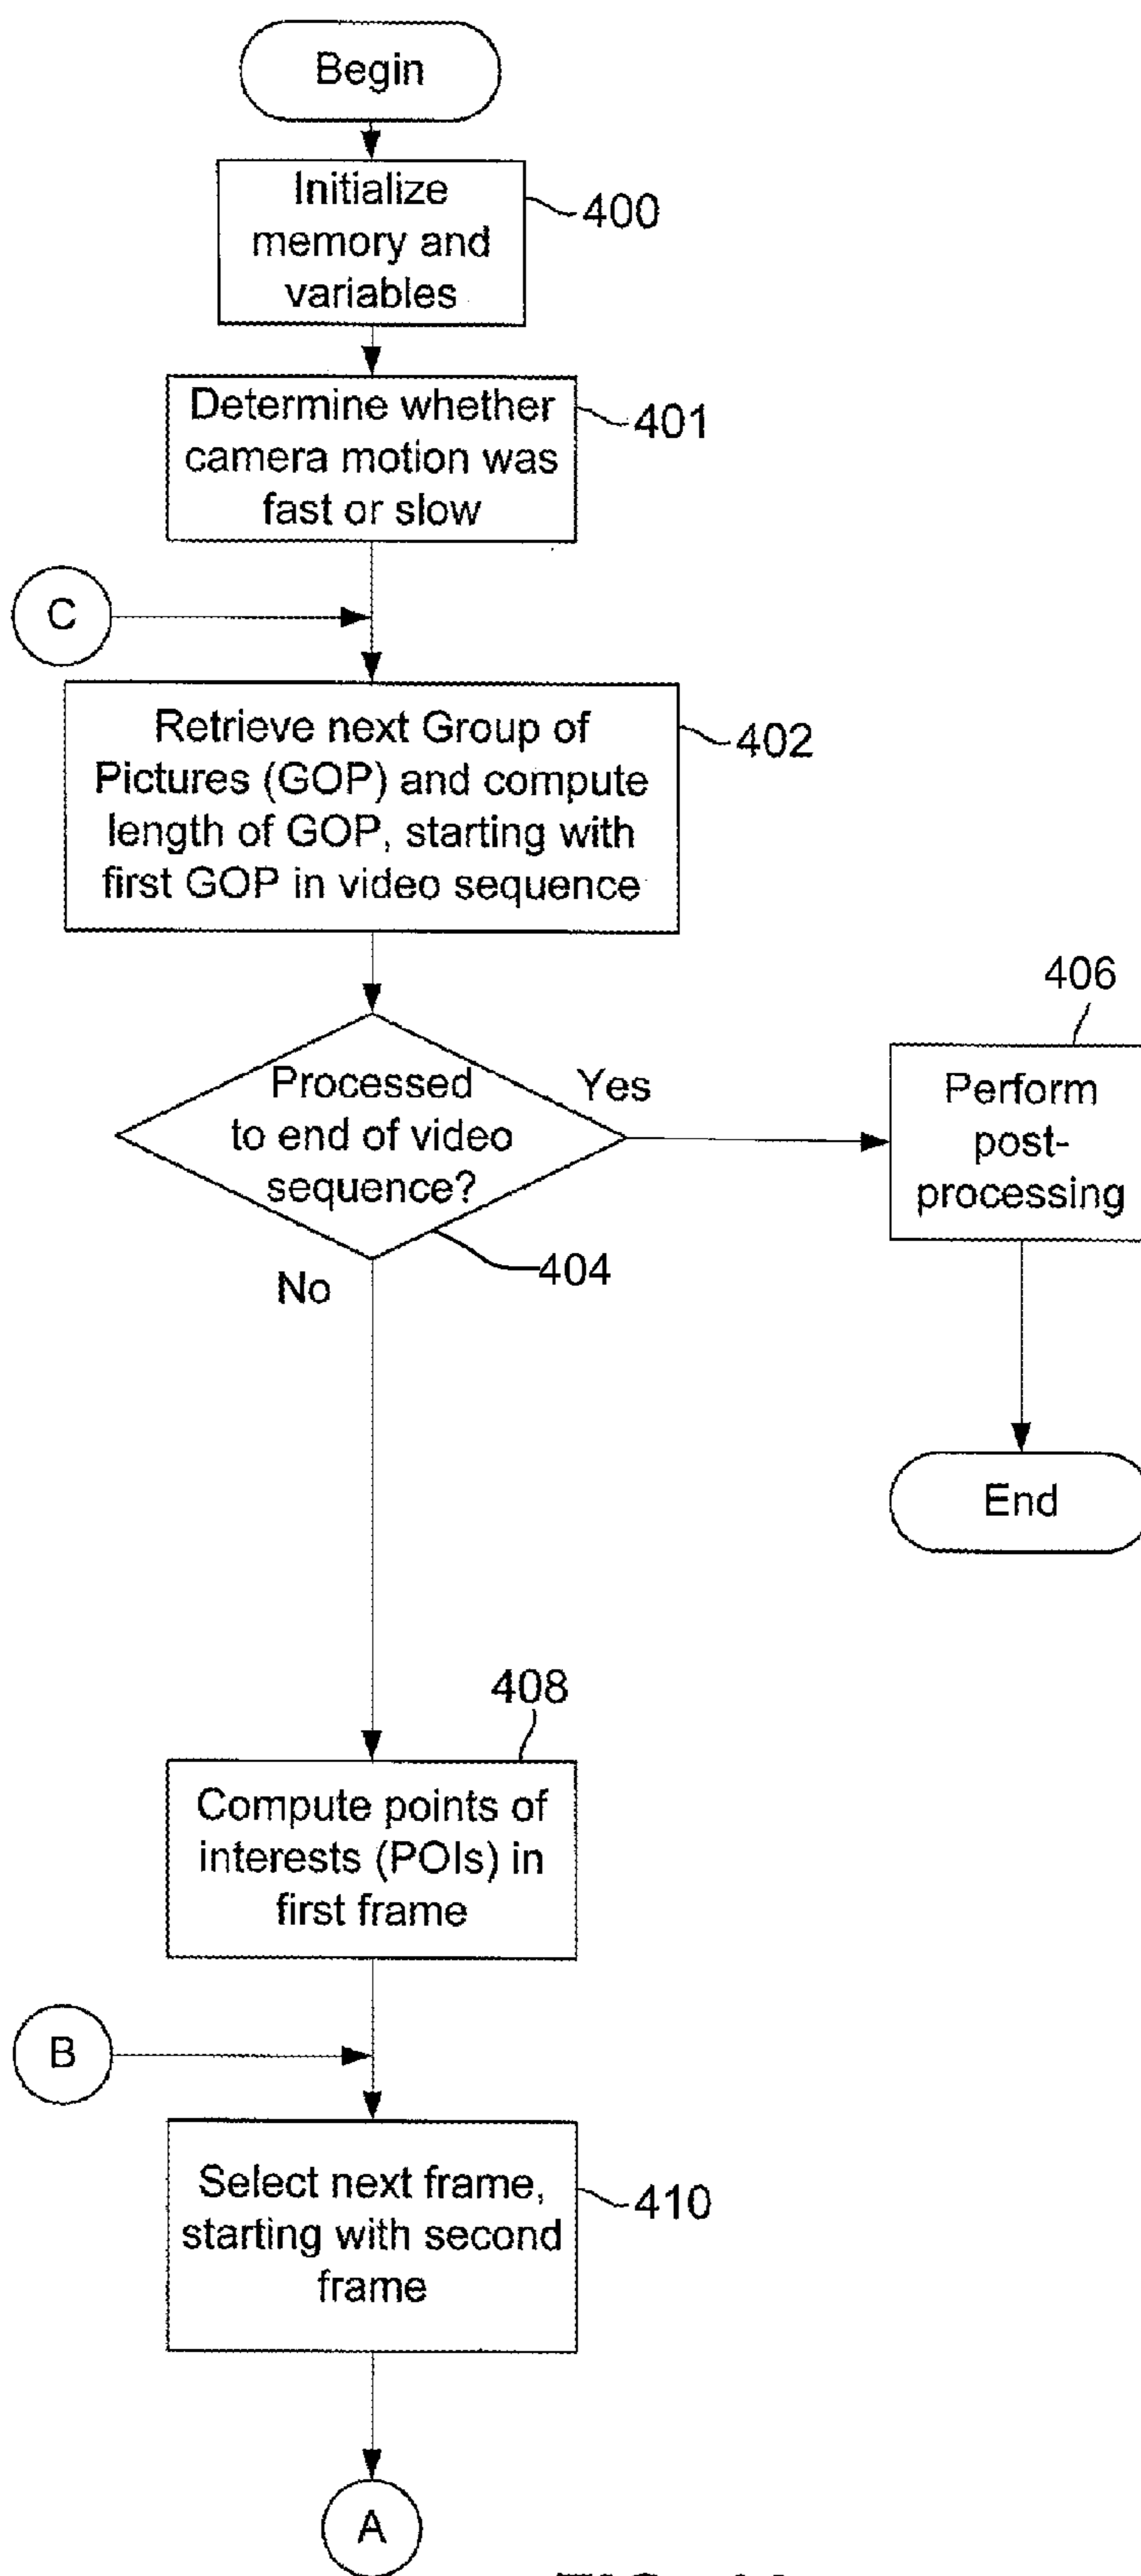 Begin
Initialize
memory and
variables
400
Determine whether
camera motion was
fast or slow
401
C
Retrieve next Group of
Pictures (GOP) and compute
length of GOP, starting with
first GOP in video sequence
402
Processed
to end of video
sequence?
Yes
404
No
406
Perform
post-
processing
End
408
Compute points of
interests (POIs) in
first frame
B
Select next frame,
starting with second
frame
410
A